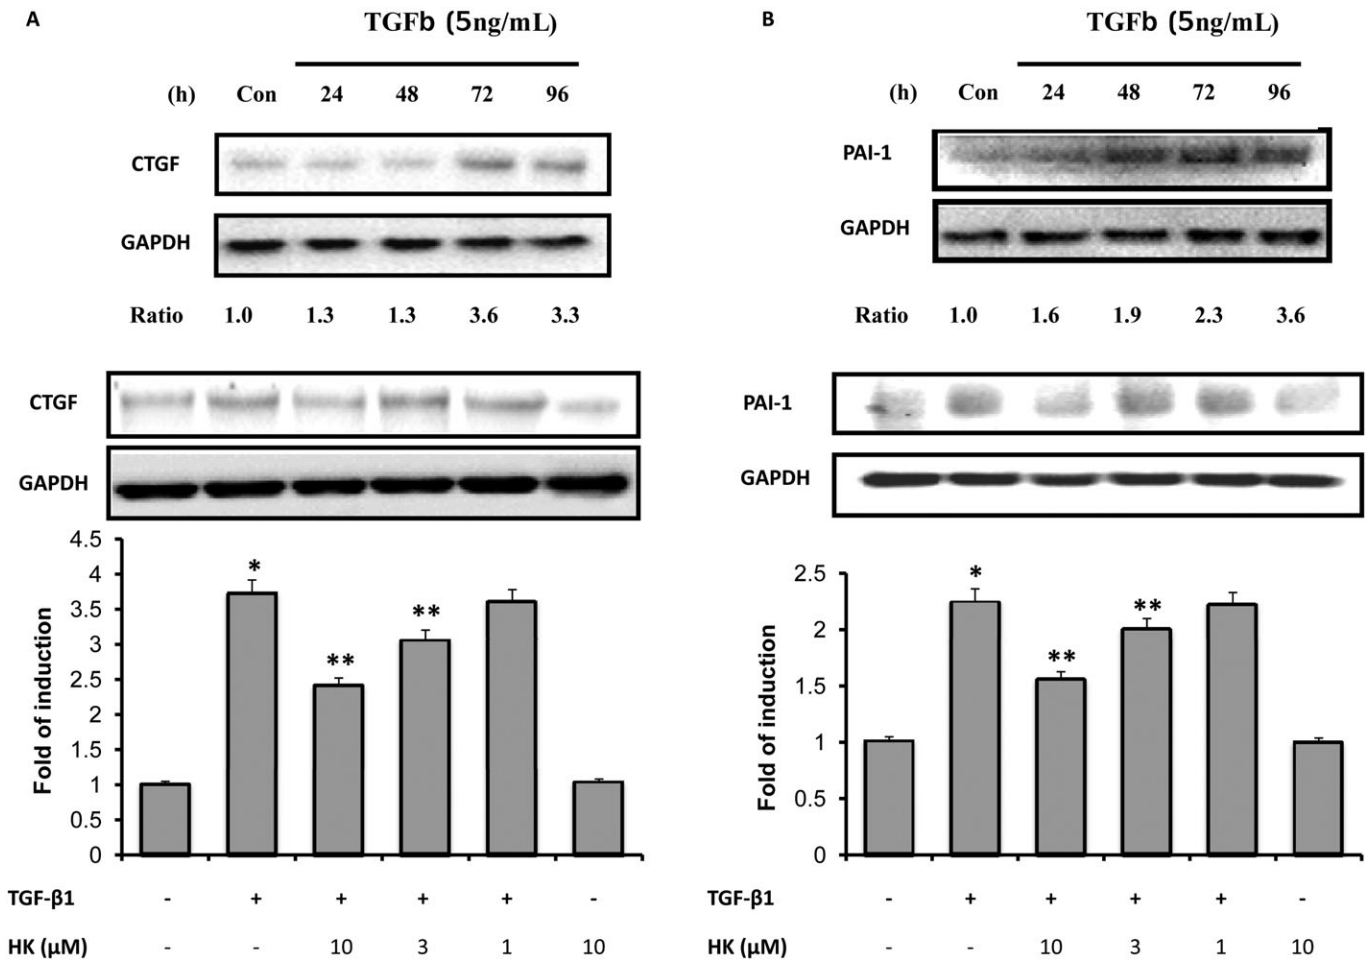 A
TGFb (5ng/mL)
(h) Con 24 48 72 96
CTGF
GAPDH
Ratio 1.0 1.3 1.3 3.6 3.3
CTGF
GAPDH
4.5
4
3.5
3
2.5
2
1.5
1
0.5
0
Fold of induction
*
**
**
TGF-β1 - + + + + -
HK (μM) - - 10 3 1 10
B
TGFb (5ng/mL)
(h) Con 24 48 72 96
PAI-1
GAPDH
Ratio 1.0 1.6 1.9 2.3 3.6
PAI-1
GAPDH
2.5
2
1.5
1
0.5
0
Fold of induction
*
**
**
TGF-β1 - + + + + -
HK (μM) - - 10 3 1 10